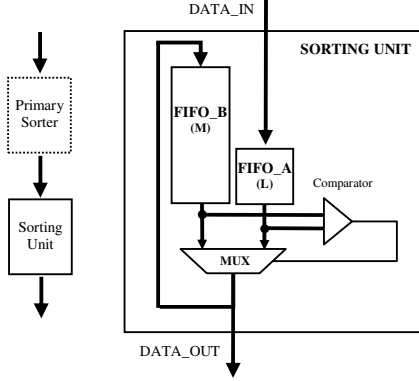 DATA_IN
SORTING UNIT
Primary
Sorter
FIFO_B
(M)
FIFO_A
(L)
Comparator
Sorting
Unit
MUX
DATA_OUT